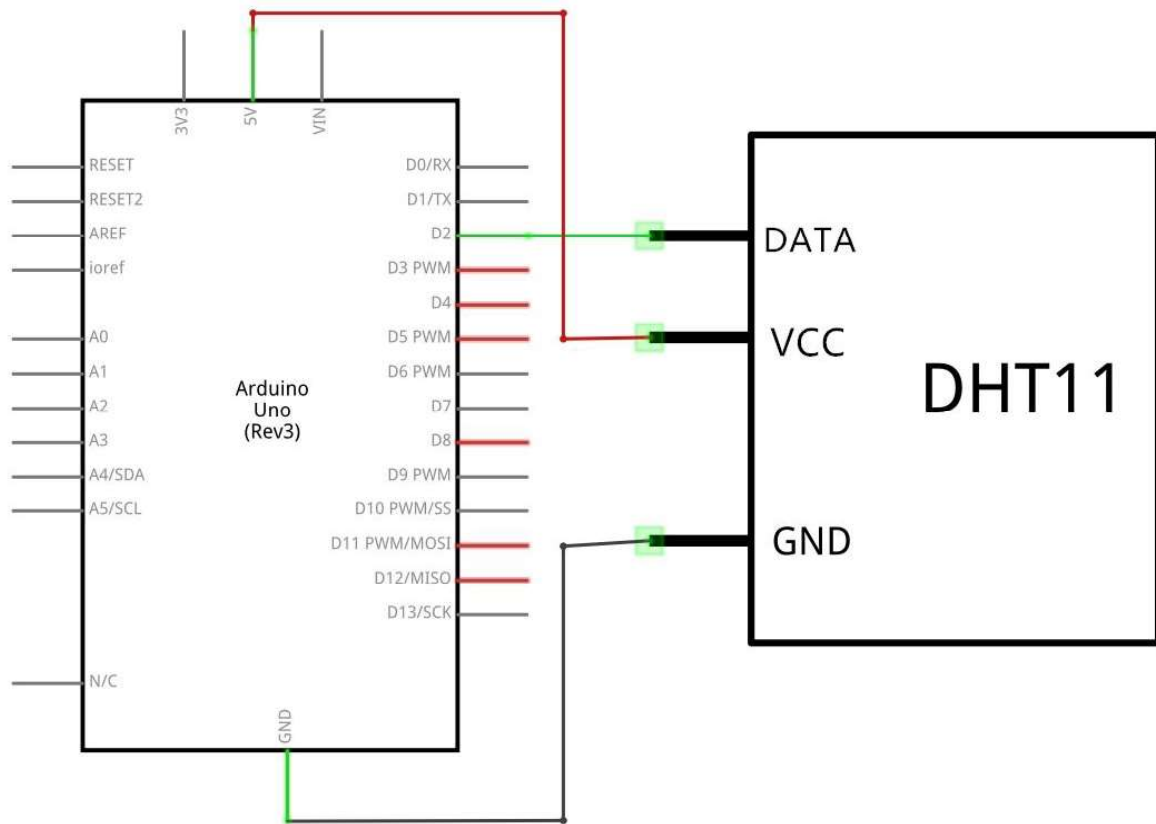 3V3
5V
VIN
RESET
RESET2
AREF
ioref
A0
A1
A2
A3
A4/SDA
A5/SCL
N/C
Arduino
Uno
(Rev3)
D0/RX
D1/TX
D2
D3 PWM
D4
D5 PWM
D6 PWM
D7
D8
D9 PWM
D10 PWM/SS
D11 PWM/MOSI
D12/MISO
D13/SCK
GND
DATA
VCC
DHT11
GND